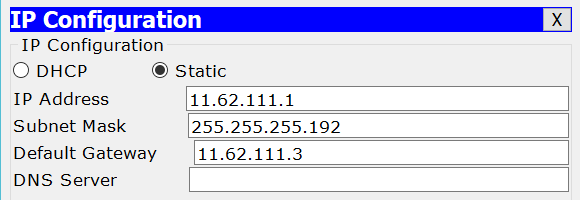 IP Configuration X
IP Configuration
DHCP Static
IP Address 11.62.111.1
Subnet Mask 255.255.255.192
Default Gateway 11.62.111.3
DNS Server